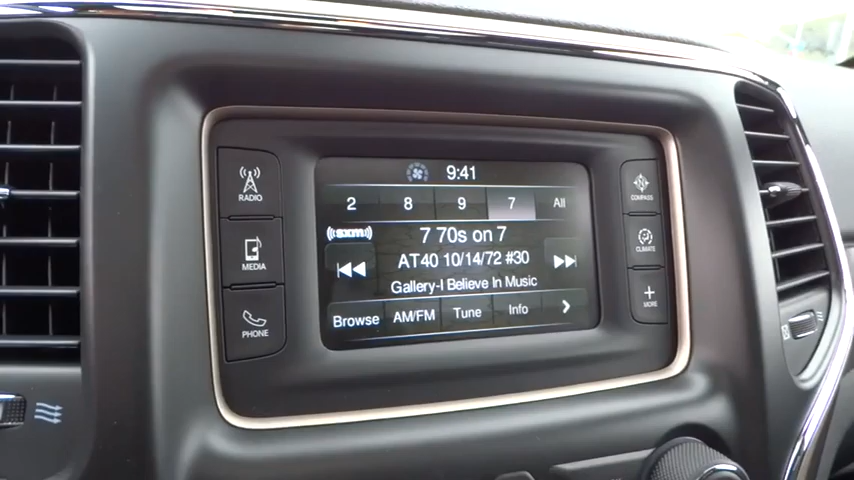 9:41
2 8 9 7 All
((sxm))
7 70s on 7
AT40 10/14/72 #30
Gallery-I Believe In Music
Browse AM/FM Tune Info
RADIO
MEDIA
PHONE
COMPASS
CLIMATE
MORE